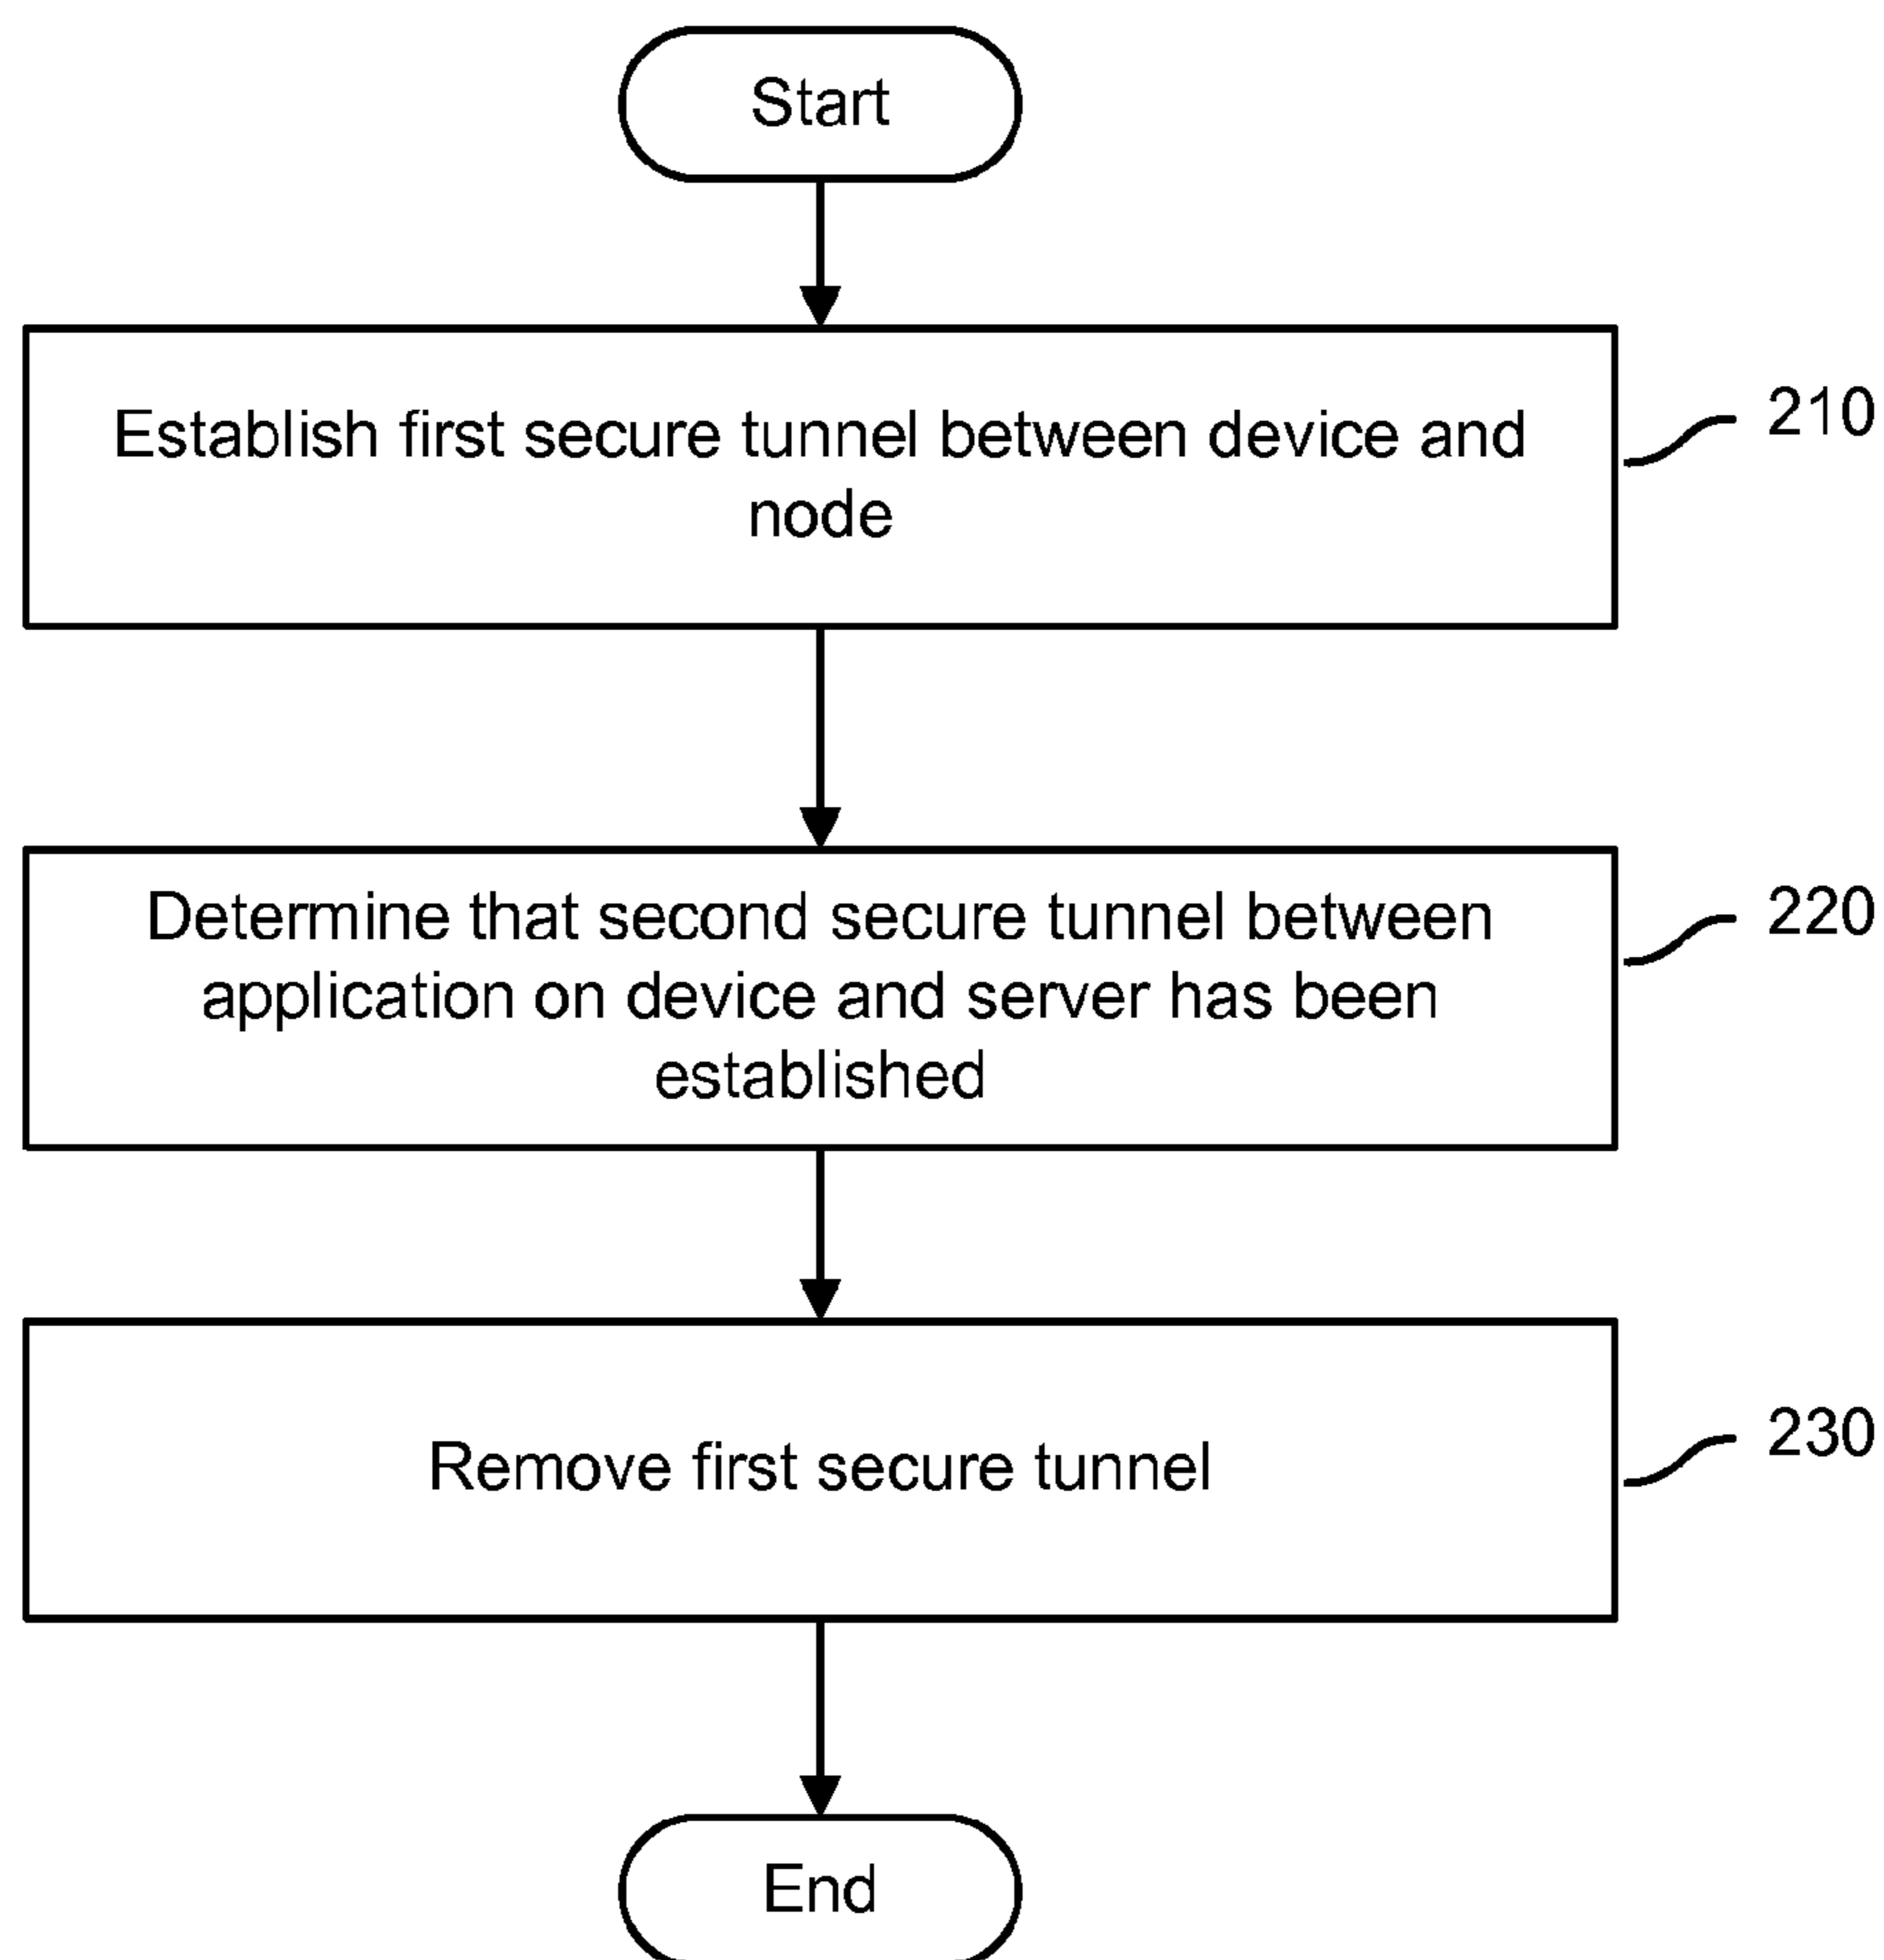 Start
Establish first secure tunnel between device and
node
210
Determine that second secure tunnel between
application on device and server has been
established
220
Remove first secure tunnel
230
End